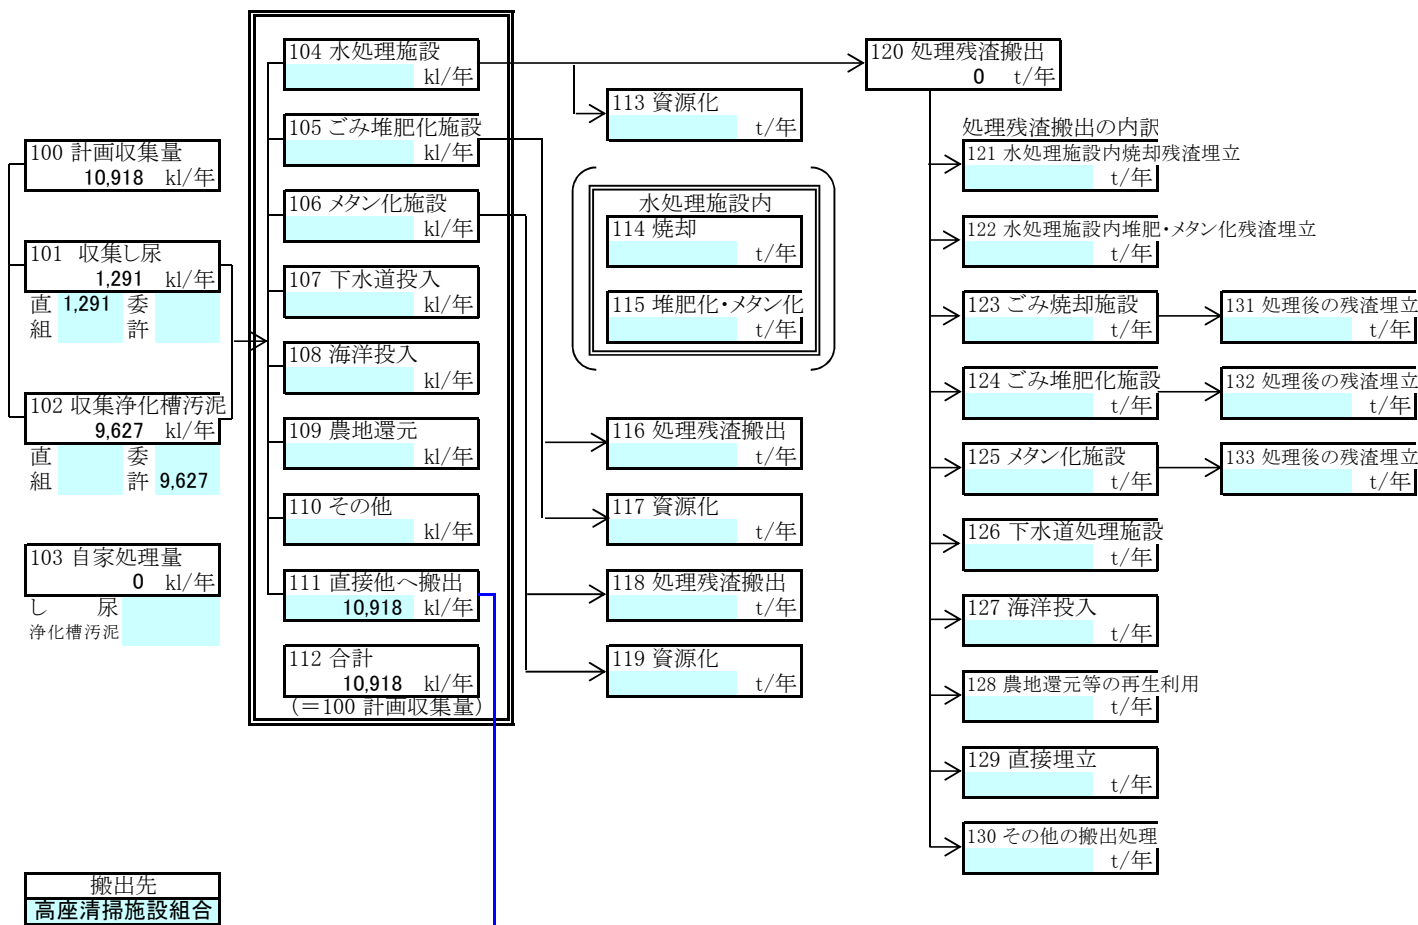 100 計画収集量
10,918 kl/年
101 収集し尿
1,291 kl/年
直 1,291 委
組 許
102 収集浄化槽汚泥
9,627 kl/年
直 委
組 許 9,627
103 自家処理量
0 kl/年
し 尿
浄化槽汚泥
搬出先
高座清掃施設組合
104 水処理施設
kl/年
105 ごみ堆肥化施設
kl/年
106 メタン化施設
kl/年
107 下水道投入
kl/年
108 海洋投入
kl/年
109 農地還元
kl/年
110 その他
kl/年
111 直接他へ搬出
10,918 kl/年
112 合計
10,918 kl/年
(＝100 計画収集量)
113 資源化
t/年
水処理施設内
114 焼却
t/年
115 堆肥化・メタン化
t/年
116 処理残渣搬出
t/年
117 資源化
t/年
118 処理残渣搬出
t/年
119 資源化
t/年
120 処理残渣搬出
0 t/年
処理残渣搬出の内訳
121 水処理施設内焼却残渣埋立
t/年
122 水処理施設内堆肥・メタン化残渣埋立
t/年
123 ごみ焼却施設
t/年
124 ごみ堆肥化施設
t/年
125 メタン化施設
t/年
126 下水道処理施設
t/年
127 海洋投入
t/年
128 農地還元等の再生利用
t/年
129 直接埋立
t/年
130 その他の搬出処理
t/年
131 処理後の残渣埋立
t/年
132 処理後の残渣埋立
t/年
133 処理後の残渣埋立
t/年